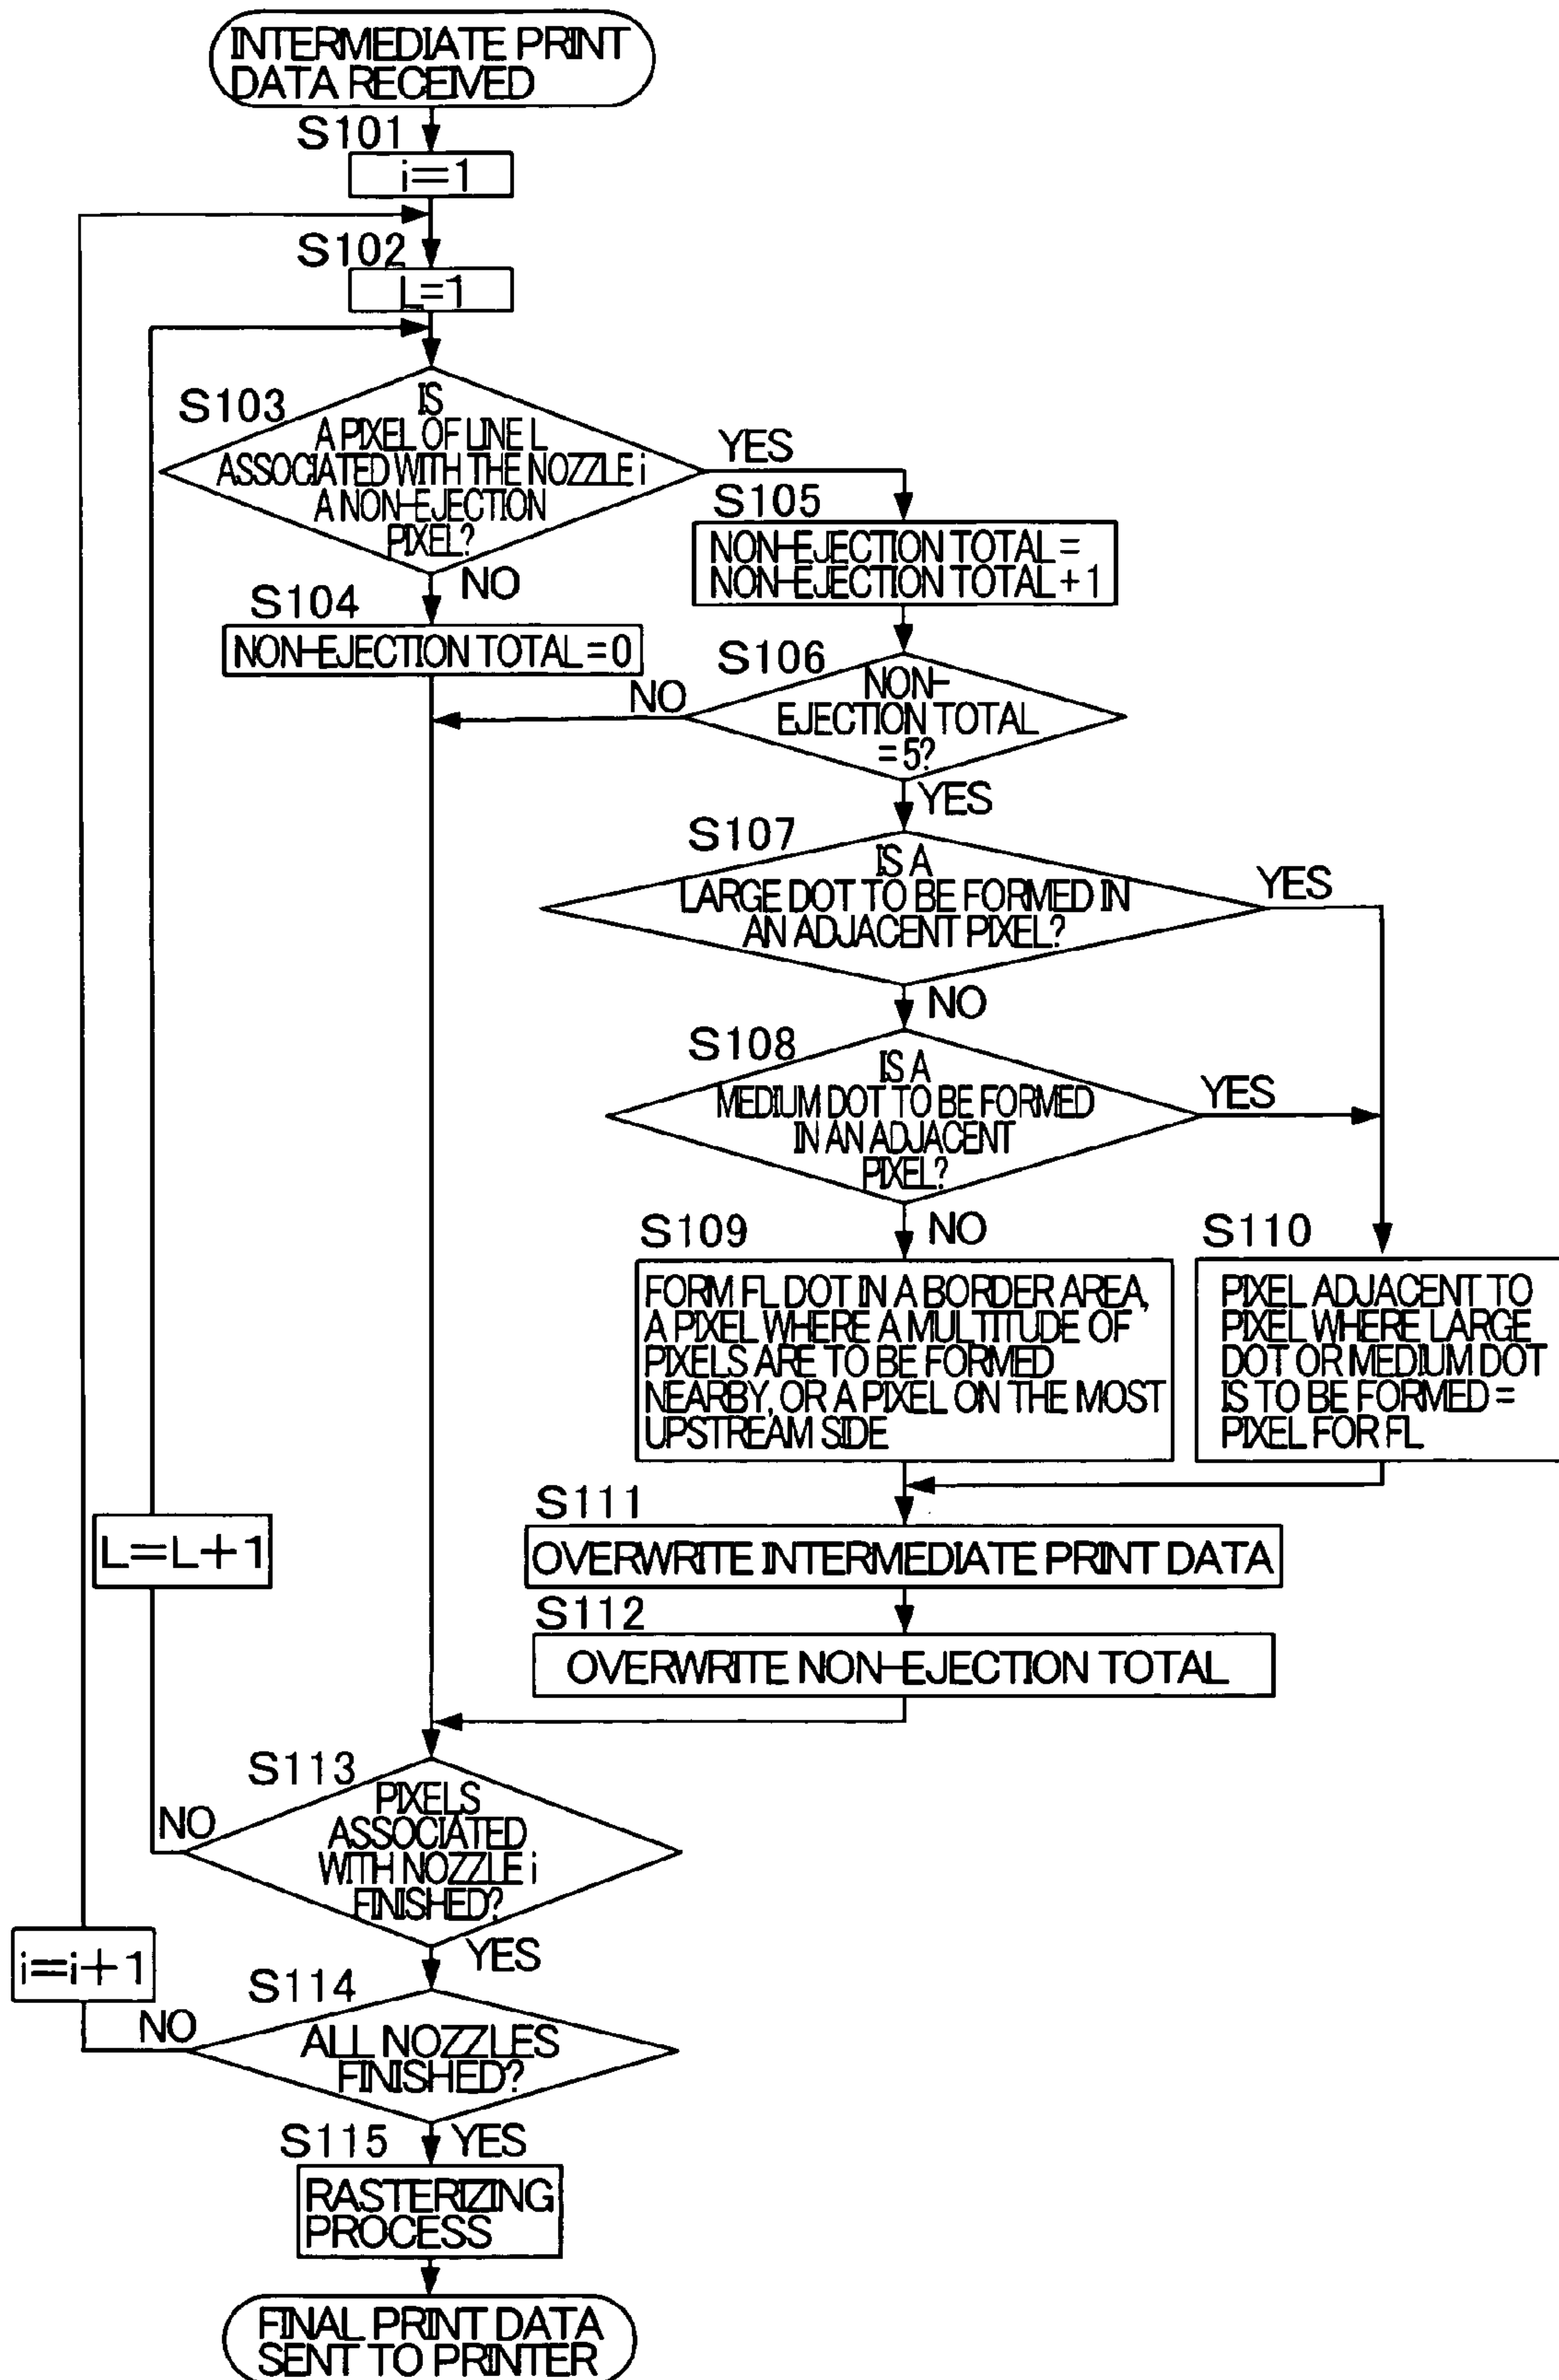 INTERMEDIATE PRINT
DATA RECEIVED
S101
i=1
S102
L=1
S103
IS
A PIXEL OF LINE L
ASSOCIATED WITH THE NOZZLE i
A NON-EJECTION
PIXEL?
YES
NO
S104
NON-EJECTION TOTAL=0
S105
NON-EJECTION TOTAL=
NON-EJECTION TOTAL+1
S106
NON-
EJECTION TOTAL
=5?
NO
YES
S107
IS A
LARGE DOT TO BE FORMED IN
AN ADJACENT PIXEL?
YES
NO
S108
IS A
MEDIUM DOT TO BE FORMED
IN AN ADJACENT
PIXEL?
YES
NO
S109
FORM FL DOT IN A BORDER AREA,
A PIXEL WHERE A MULTITUDE OF
PIXELS ARE TO BE FORMED
NEARBY, OR A PIXEL ON THE MOST
UPSTREAM SIDE
S110
PIXEL ADJACENT TO
PIXEL WHERE LARGE
DOT OR MEDIUM DOT
IS TO BE FORMED=
PIXEL FOR FL
S111
OVERWRITE INTERMEDIATE PRINT DATA
S112
OVERWRITE NON-EJECTION TOTAL
L=L+1
S113
PIXELS
ASSOCIATED
WITH NOZZLE i
FINISHED?
NO
YES
i=i+1
S114
ALL NOZZLES
FINISHED?
NO
YES
S115
RASTERIZING
PROCESS
FINAL PRINT DATA
SENT TO PRINTER